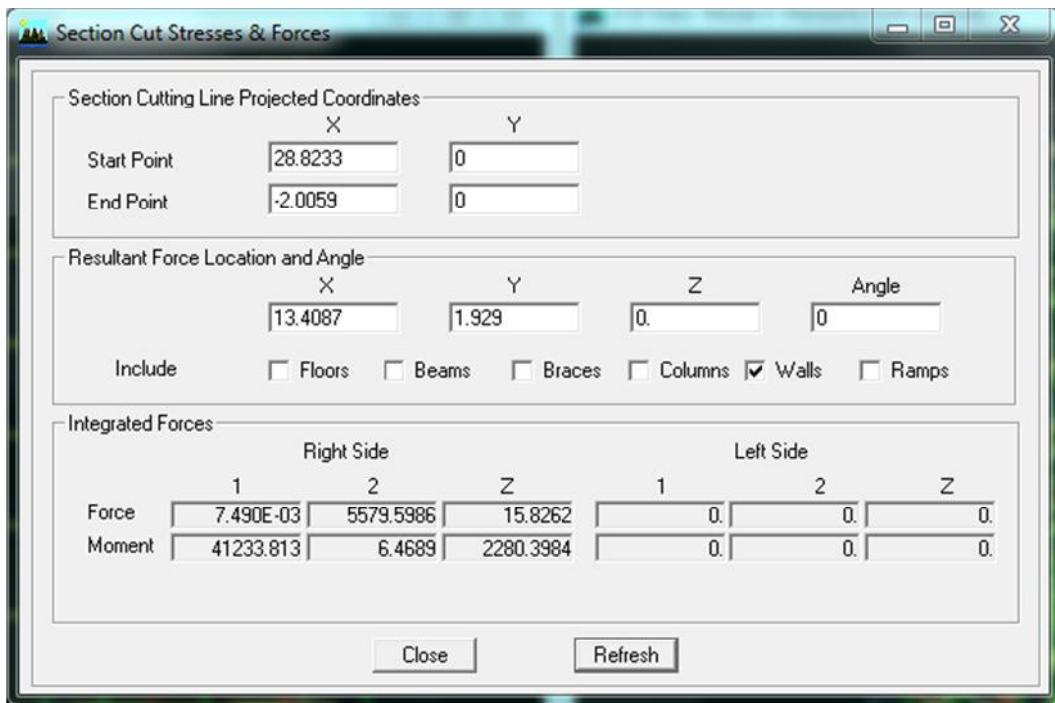 Section Cut Stresses & Forces
Section Cutting Line Projected Coordinates
X Y
Start Point 28.8233 0
End Point -2.0059 0
Resultant Force Location and Angle
X Y Z Angle
13.4087 1.929 0. 0
Include Floors Beams Braces Columns Walls Ramps
Integrated Forces
Right Side Left Side
1 2 Z 1 2 Z
Force 7.490E-03 5579.5986 15.8262 0. 0. 0.
Moment 41233.813 6.4689 2280.3984 0. 0. 0.
Close Refresh